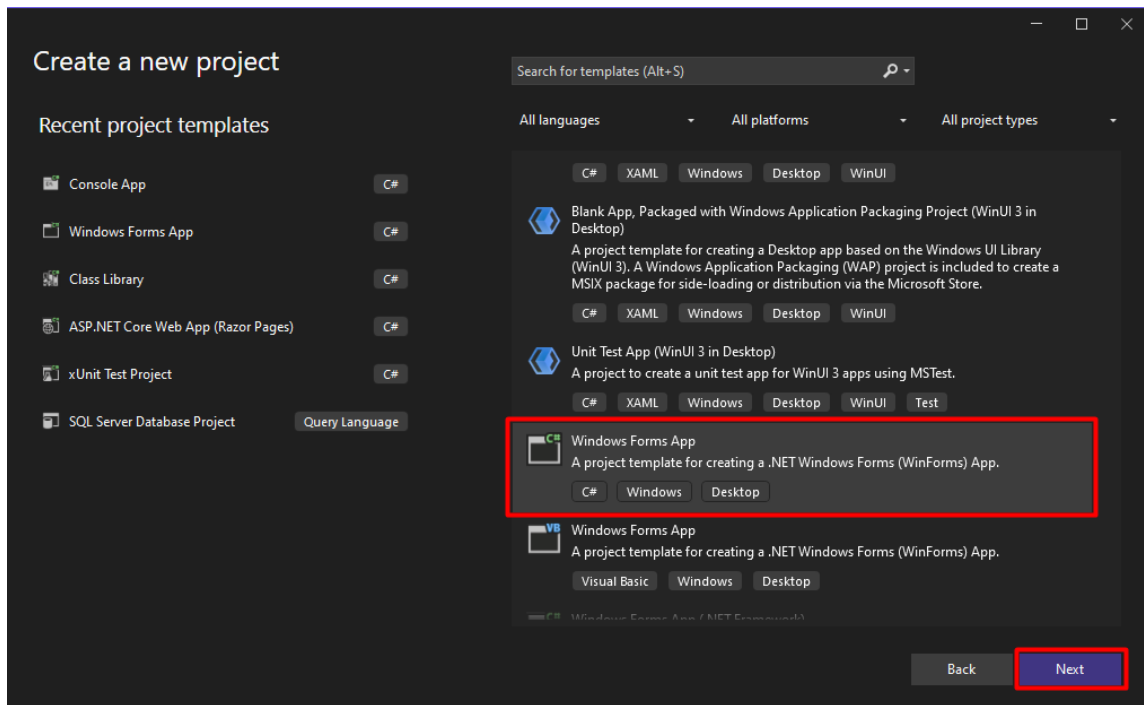 Create a new project
Search for templates (Alt+S)
Recent project templates
All languages
All platforms
All project types
Console App
C#
Windows Forms App
C#
Class Library
C#
ASP.NET Core Web App (Razor Pages)
C#
xUnit Test Project
C#
SQL Server Database Project
Query Language
C# XAML Windows Desktop WinUI
Blank App, Packaged with Windows Application Packaging Project (WinUI 3 in
Desktop)
A project template for creating a Desktop app based on the Windows UI Library
(WinUI 3). A Windows Application Packaging (WAP) project is included to create a
MSIX package for side-loading or distribution via the Microsoft Store.
C# XAML Windows Desktop WinUI
Unit Test App (WinUI 3 in Desktop)
A project to create a unit test app for WinUI 3 apps using MSTest.
C# XAML Windows Desktop WinUI Test
C#
Windows Forms App
A project template for creating a .NET Windows Forms (WinForms) App.
C# Windows Desktop
VB
Windows Forms App
A project template for creating a .NET Windows Forms (WinForms) App.
Visual Basic Windows Desktop
C#
Windows Forms App (.NET Framework)
Back
Next